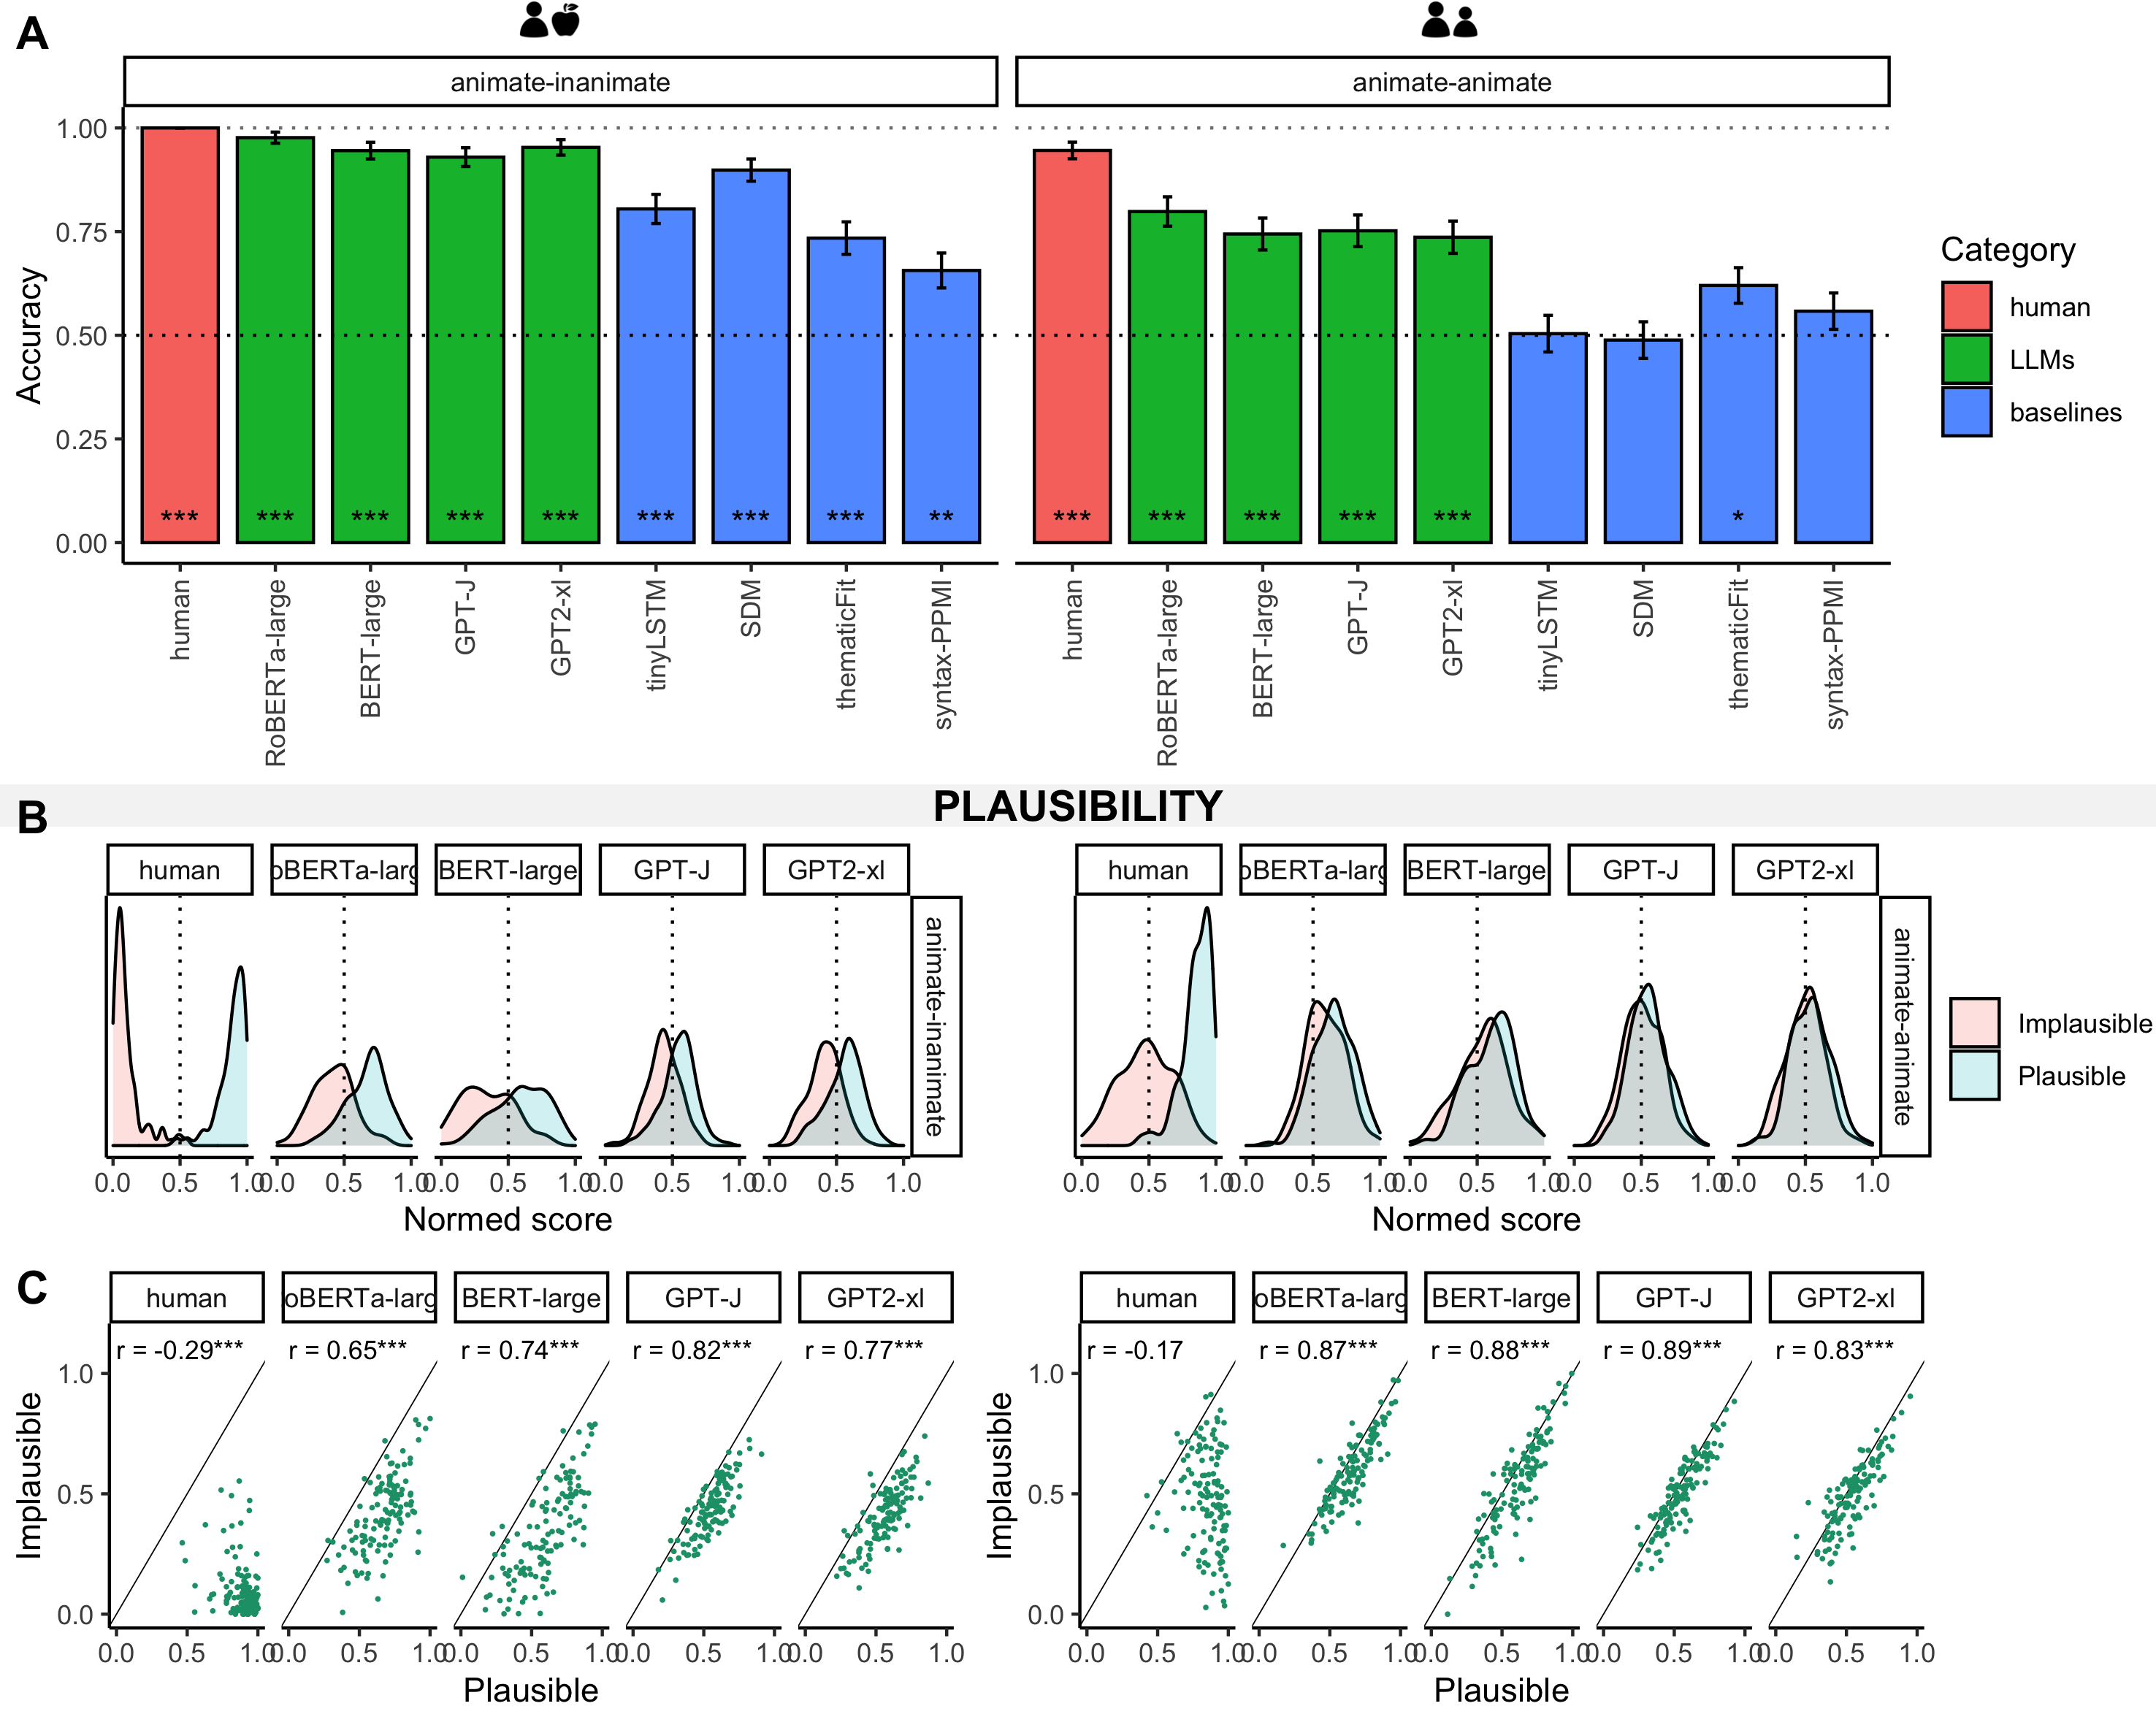 A
animate-inanimate
animate-animate
Accuracy
1.00
0.75
0.50
0.25
0.00
*** *** *** *** *** *** *** *** **
*** *** *** *** *** *
human
RoBERTa-large
BERT-large
GPT-J
GPT2-xl
tinyLSTM
SDM
thematicFit
syntax-PPMI
human
RoBERTa-large
BERT-large
GPT-J
GPT2-xl
tinyLSTM
SDM
thematicFit
syntax-PPMI
Category
human
LLMs
baselines
PLAUSIBILITY
B
human oBERTa-larg BERT-large GPT-J GPT2-xl
animate-inanimate
0.0 0.5 1.0 0.0 0.5 1.0 0.0 0.5 1.0 0.0 0.5 1.0 0.0 0.5 1.0
Normed score
human oBERTa-larg BERT-large GPT-J GPT2-xl
animate-animate
0.0 0.5 1.0 0.0 0.5 1.0 0.0 0.5 1.0 0.0 0.5 1.0 0.0 0.5 1.0
Normed score
Implausible
Plausible
C
human oBERTa-larg BERT-large GPT-J GPT2-xl
r = -0.29*** r = 0.65*** r = 0.74*** r = 0.82*** r = 0.77***
Implausible
1.0
0.5
0.0
0.0 0.5 1.0 0.0 0.5 1.0 0.0 0.5 1.0 0.0 0.5 1.0 0.0 0.5 1.0
Plausible
human oBERTa-larg BERT-large GPT-J GPT2-xl
r = -0.17 r = 0.87*** r = 0.88*** r = 0.89*** r = 0.83***
Implausible
1.0
0.5
0.0
0.0 0.5 1.0 0.0 0.5 1.0 0.0 0.5 1.0 0.0 0.5 1.0 0.0 0.5 1.0
Plausible